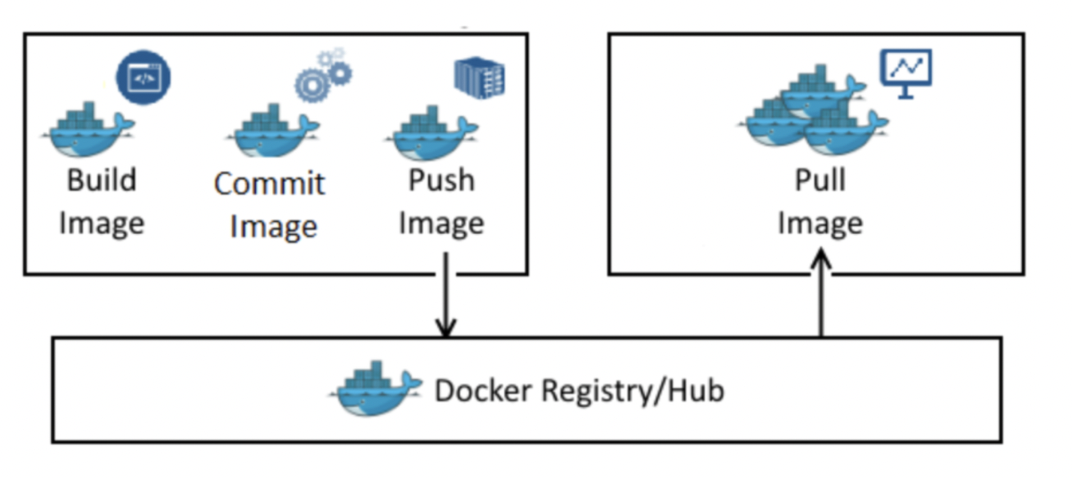 Build
Image
Commit
Image
Push
Image
Pull
Image
Docker Registry/Hub